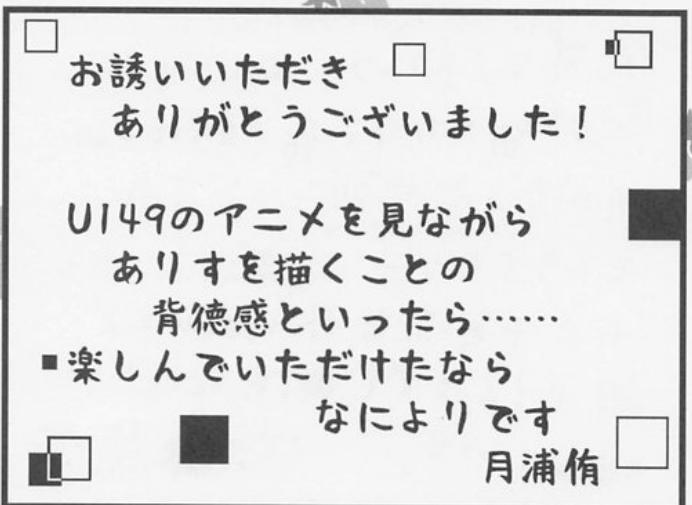 お誘いいただき
ありがとうございました！
U149のアニメを見ながら
ありすを描くことの
背徳感といったら……
楽しんでいただけたなら
なによりです
月浦侑